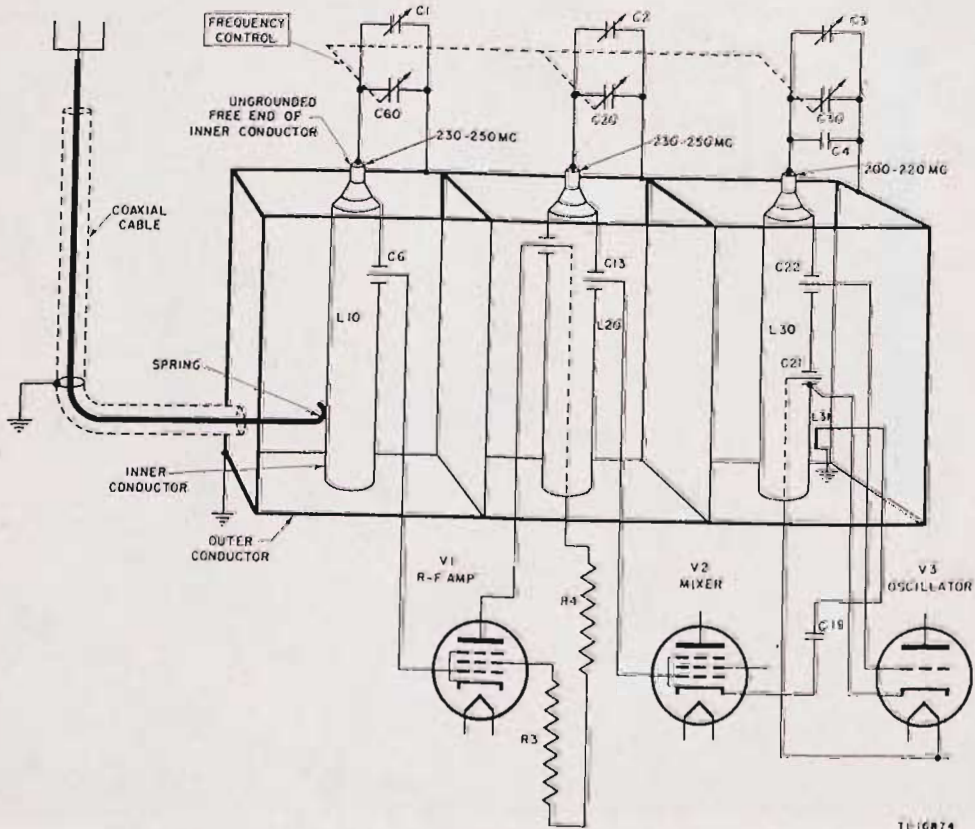 FREQUENCY
CONTROL
C1
C2
C3
C60
C20
C30
C4
UNGROUNDED
FREE END OF
INNER CONDUCTOR
230-250MC
230-250MC
200-220MC
COAXIAL
CABLE
C6
C13
C22
L10
L20
L30
C21
SPRING
L31
INNER
CONDUCTOR
OUTER
CONDUCTOR
V1
R-F AMP
R4
V2
MIXER
V3
OSCILLATOR
C19
R3
TL-16874